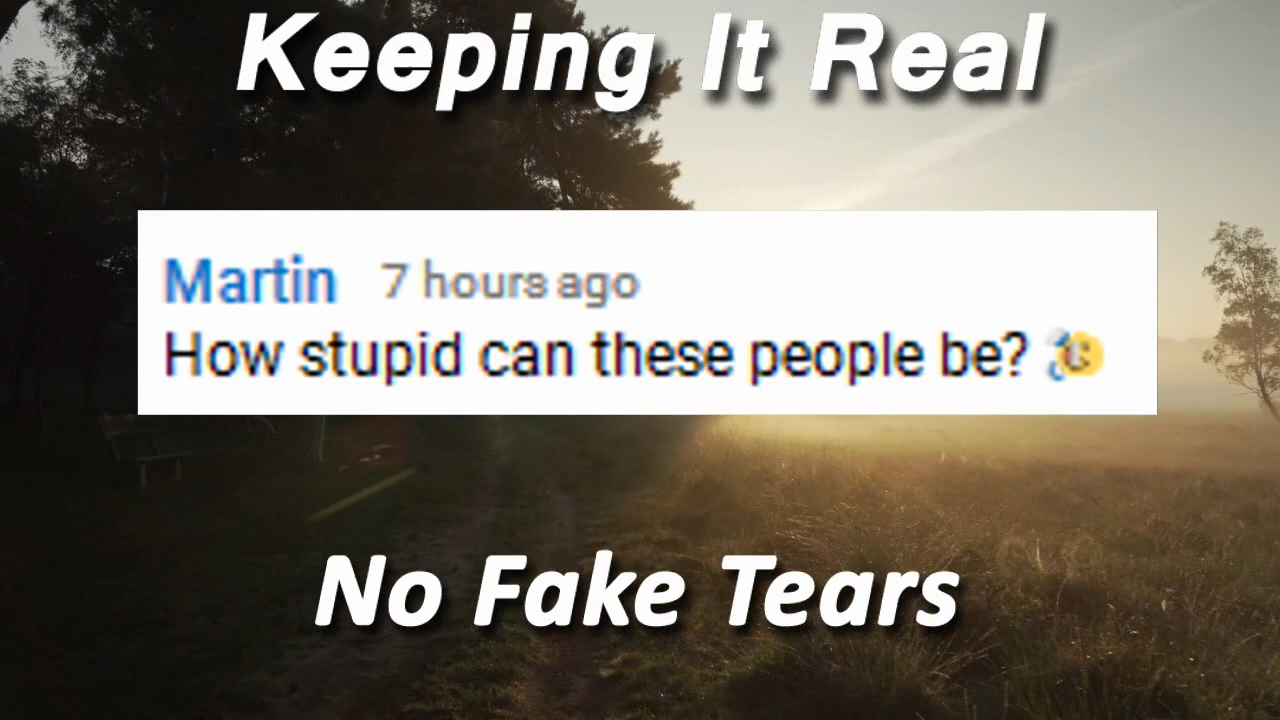 Keeping It Real
Martin 7 hours ago
How stupid can these people be?
No Fake Tears